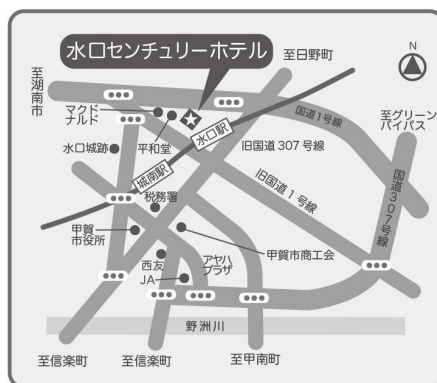 水口センチュリーホテル
至日野町
N
至湖南市
マクド
ナルド
平和堂
水口駅
国道1号線
至グリーン
バイパス
水口城跡
旧国道307号線
城南駅
税務署
旧国道1号線
国道307号線
甲賀
市役所
甲賀市商工会
西友
アヤハ
プラザ
JA
野洲川
至信楽町
至信楽町
至甲南町